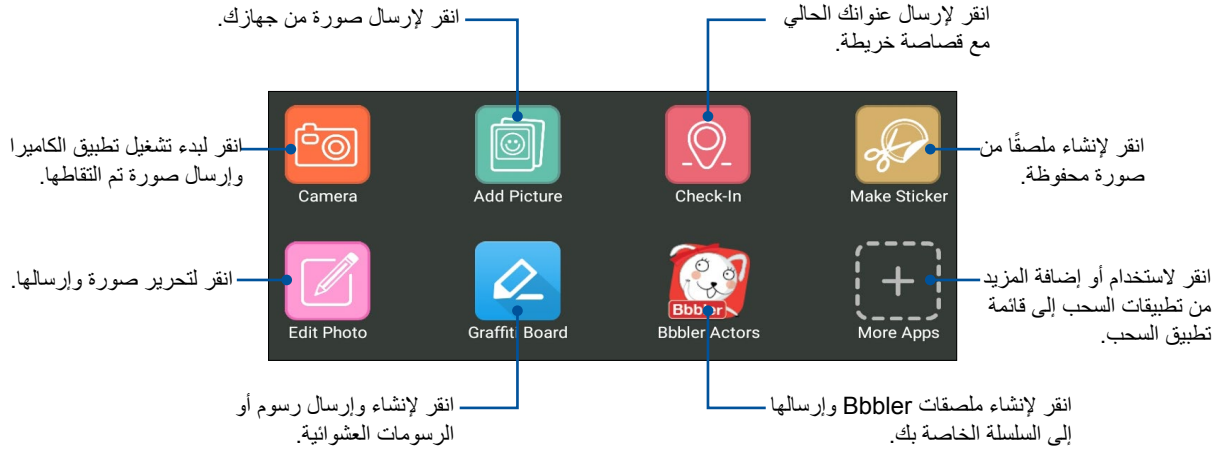 انقر لإرسال عنوانك الحالي
مع قصاصة خريطة.
انقر لإرسال صورة من جهازك.
انقر لإنشاء ملصقًا من
صورة محفوظة.
انقر لبدء تشغيل تطبيق الكاميرا
وإرسال صورة تم التقاطها.
Camera
Add Picture
Check-In
Make Sticker
انقر لاستخدام أو إضافة المزيد
من تطبيقات السحب إلى قائمة
تطبيق السحب.
انقر لتحرير صورة وإرسالها.
Bbbler
Edit Photo
Graffiti Board
Bbbler Actors
More Apps
انقر لإنشاء ملصقات Bbbler وإرسالها
إلى السلسلة الخاصة بك.
انقر لإنشاء وإرسال رسوم أو
الرسومات العشوائية.